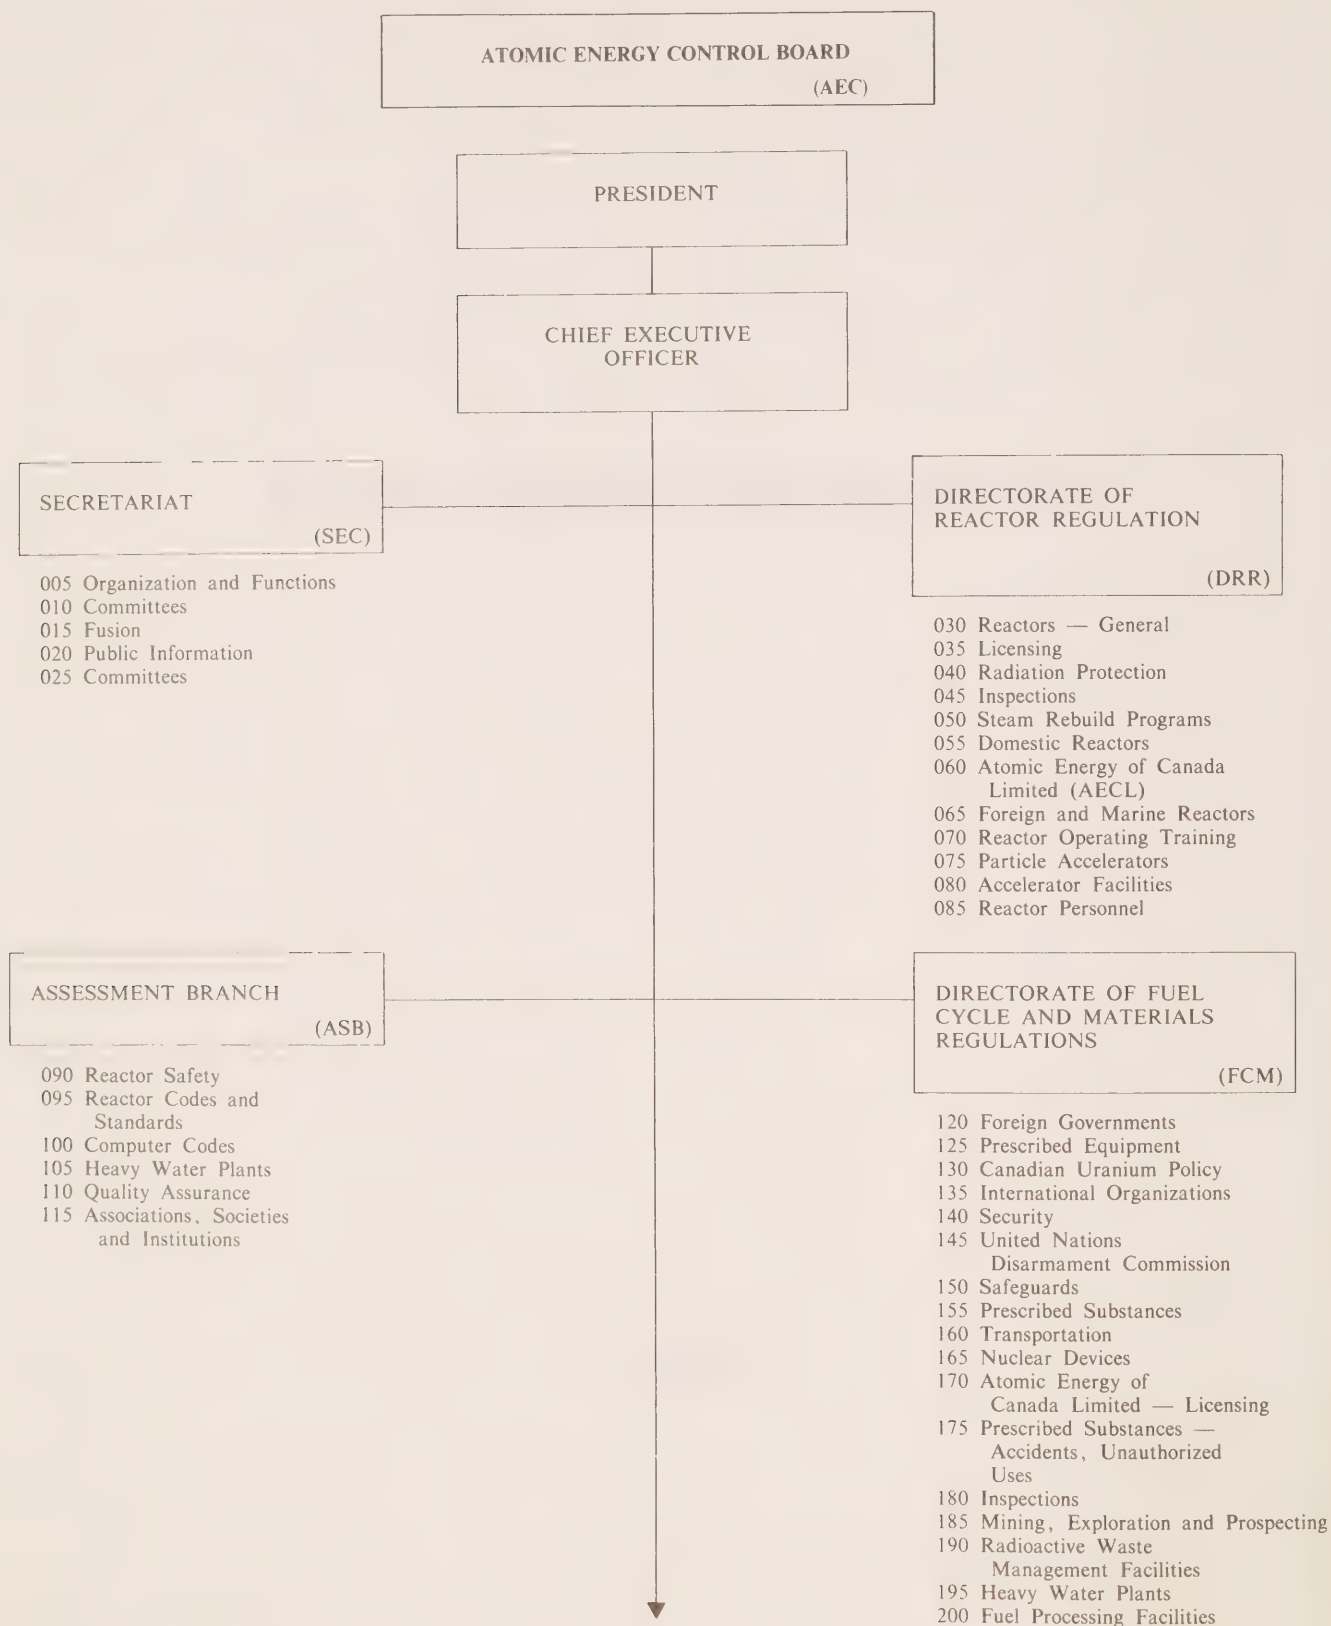 ATOMIC ENERGY CONTROL BOARD
(AEC)
PRESIDENT
CHIEF EXECUTIVE
OFFICER
SECRETARIAT
(SEC)
005 Organization and Functions
010 Committees
015 Fusion
020 Public Information
025 Committees
DIRECTORATE OF
REACTOR REGULATION
(DRR)
030 Reactors — General
035 Licensing
040 Radiation Protection
045 Inspections
050 Steam Rebuild Programs
055 Domestic Reactors
060 Atomic Energy of Canada
Limited (AECL)
065 Foreign and Marine Reactors
070 Reactor Operating Training
075 Particle Accelerators
080 Accelerator Facilities
085 Reactor Personnel
ASSESSMENT BRANCH
(ASB)
090 Reactor Safety
095 Reactor Codes and
Standards
100 Computer Codes
105 Heavy Water Plants
110 Quality Assurance
115 Associations, Societies
and Institutions
DIRECTORATE OF FUEL
CYCLE AND MATERIALS
REGULATIONS
(FCM)
120 Foreign Governments
125 Prescribed Equipment
130 Canadian Uranium Policy
135 International Organizations
140 Security
145 United Nations
Disarmament Commission
150 Safeguards
155 Prescribed Substances
160 Transportation
165 Nuclear Devices
170 Atomic Energy of
Canada Limited — Licensing
175 Prescribed Substances —
Accidents, Unauthorized
Uses
180 Inspections
185 Mining, Exploration and Prospecting
190 Radioactive Waste
Management Facilities
195 Heavy Water Plants
200 Fuel Processing Facilities